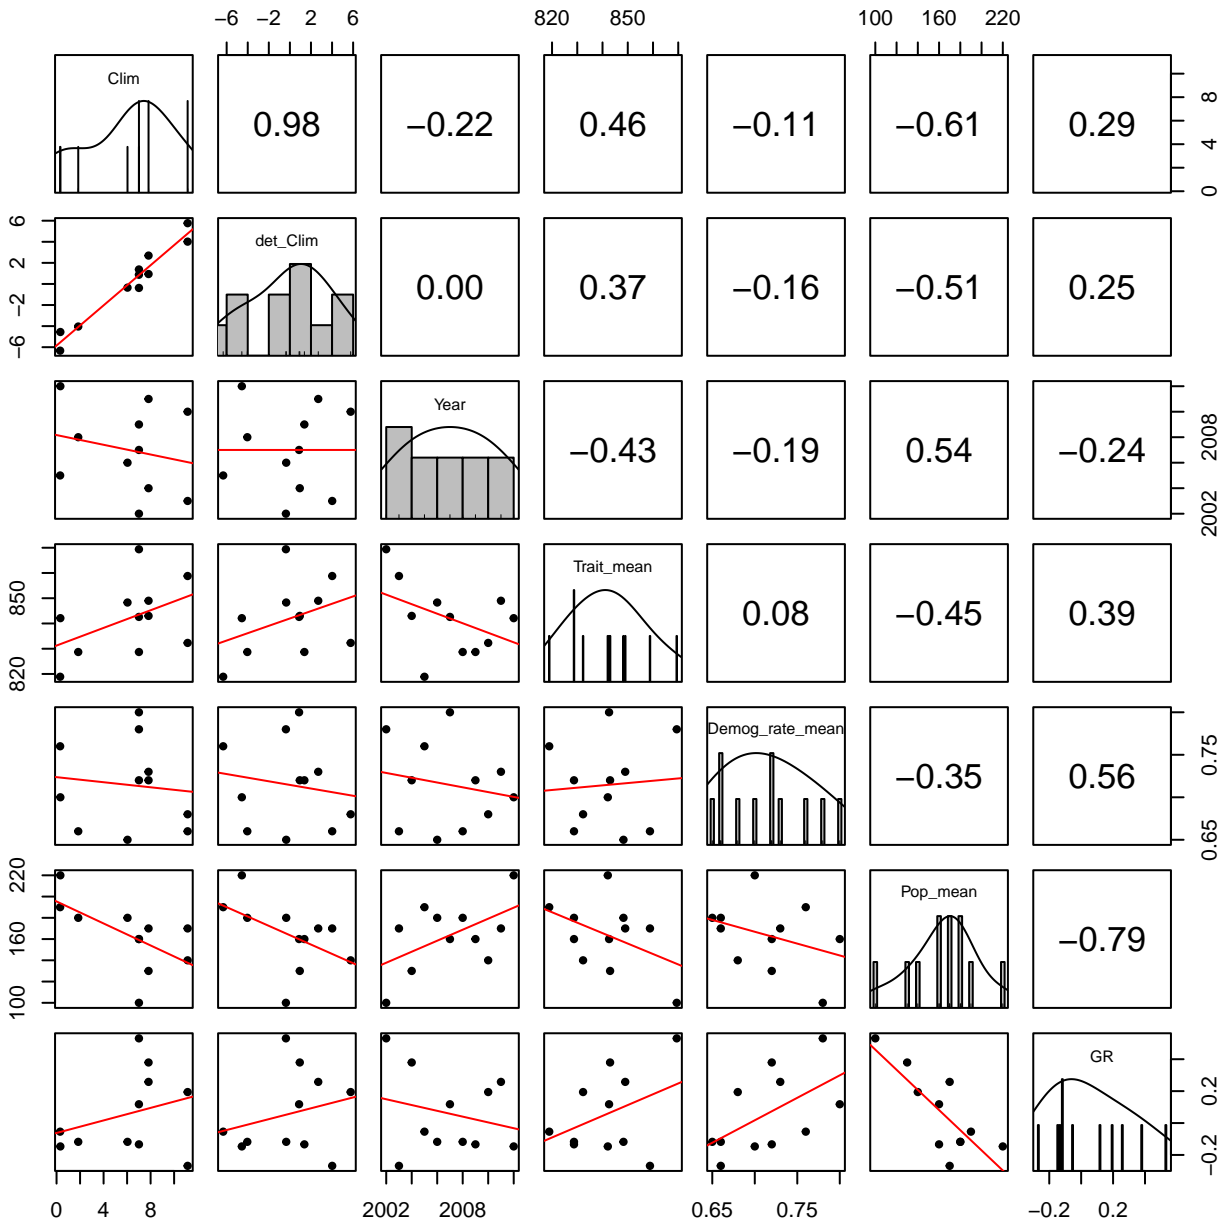 −6 −2 2 6 820 850 100 160 220
Clim 0.98 −0.22 0.46 −0.11 −0.61 0.29 0 4 8
−6 −2 2 6 det_Clim 0.00 0.37 −0.16 −0.51 0.25
Year −0.43 −0.19 0.54 −0.24 2002 2008
820 850 Trait_mean 0.08 −0.45 0.39
Demog_rate_mean −0.35 0.56 0.65 0.75
100 160 220 Pop_mean −0.79
GR −0.2 0.2
0 4 8 2002 2008 0.65 0.75 −0.2 0.2